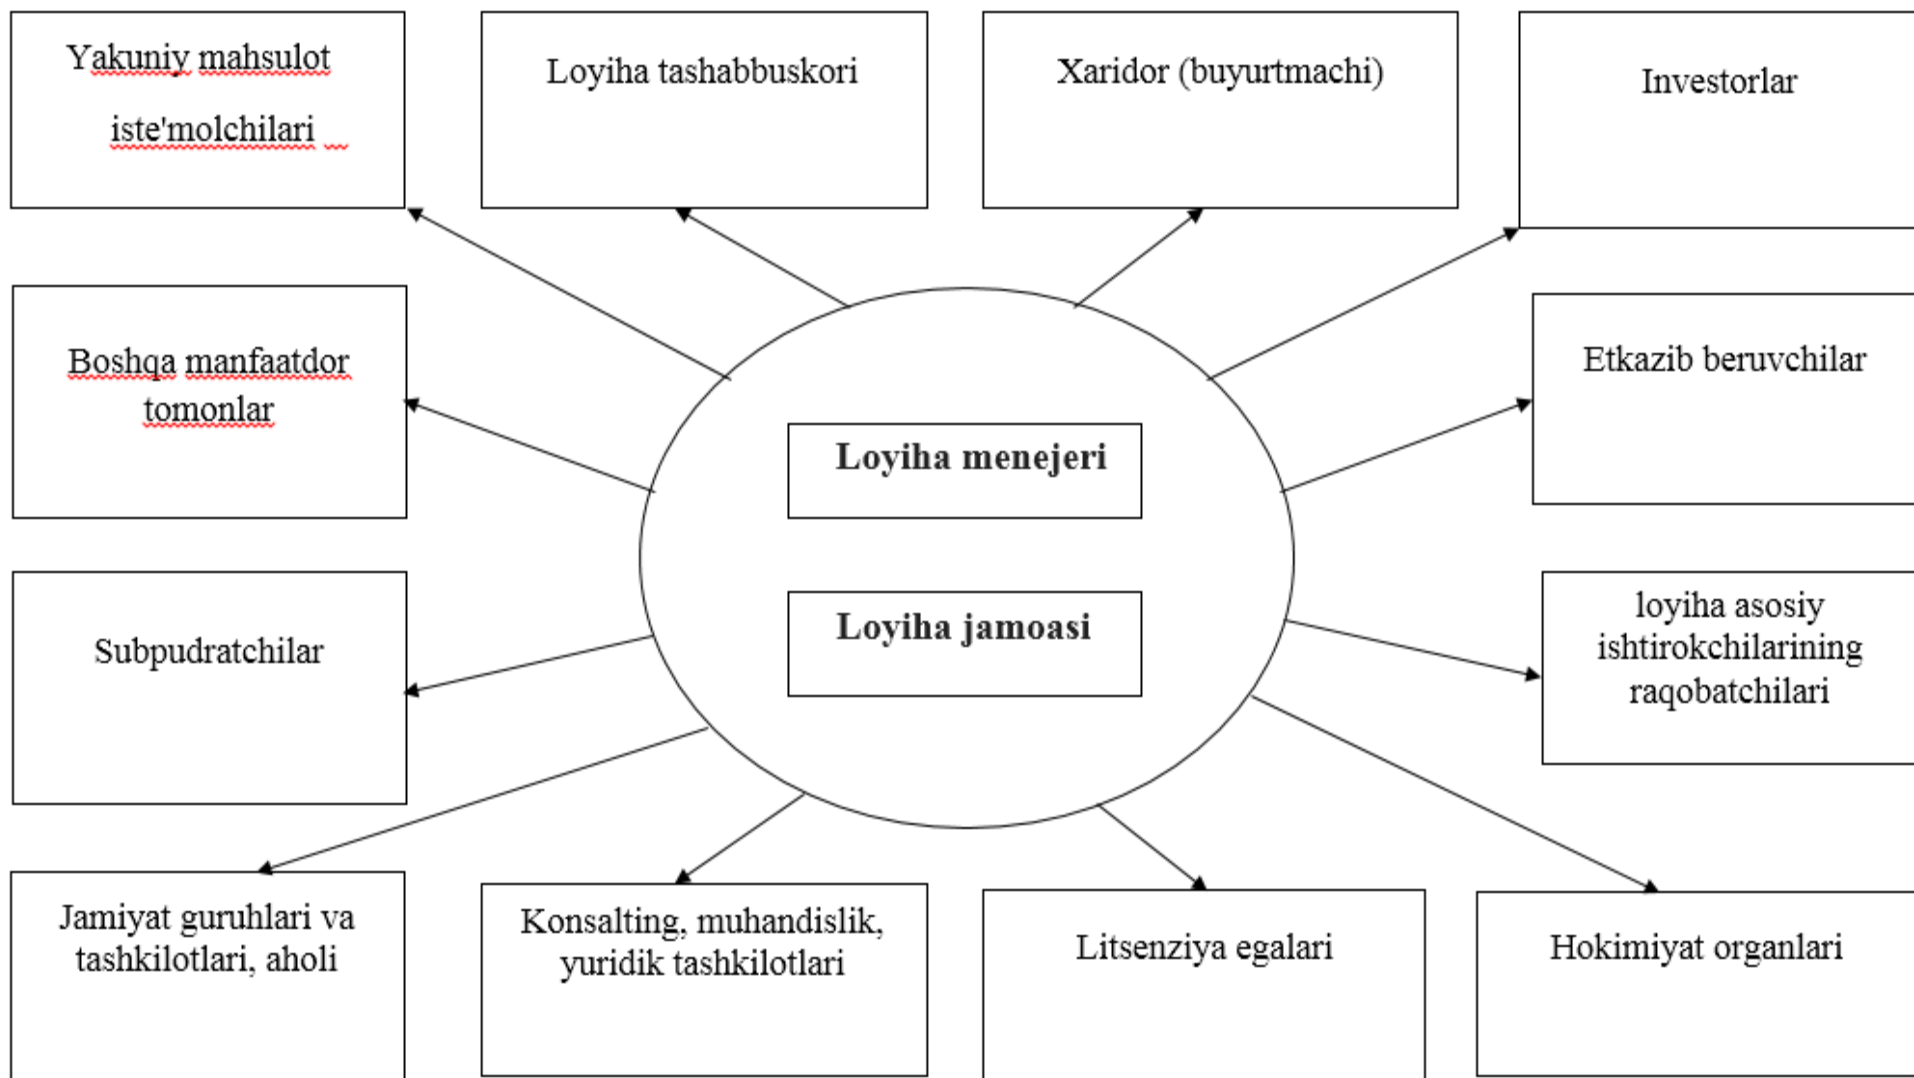 Yakuniy mahsulot
iste'molchilari
Loyiha tashabbuskori
Xaridor (buyurtmachi)
Investorlar
Boshqa manfaatdor
tomonlar
Etkazib beruvchilar
Loyiha menejeri
Loyiha jamoasi
Subpudratchilar
loyiha asosiy
ishtirokchilarining
raqobatchilari
Jamiyat guruhlari va
tashkilotlari, aholi
Konsalting, muhandislik,
yuridik tashkilotlari
Litsenziya egalari
Hokimiyat organlari